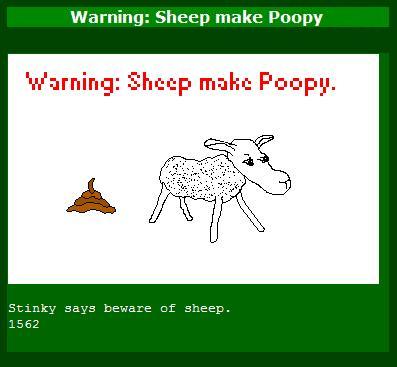 Warning: Sheep make Poopy
Warning: Sheep make Poopy.
Stinky says beware of sheep.
1562